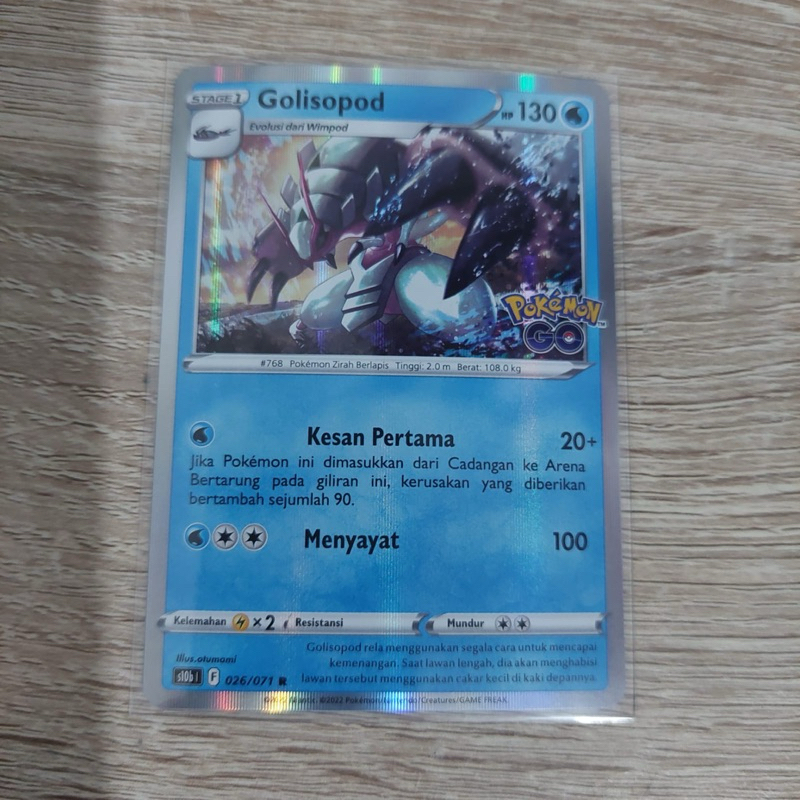 STAGE 1 Golisopod HP 130
Evolusi dari Wimpod
Pokémon GO
#768 Pokémon Zirah Berlapis Tinggi: 2.0 m Berat: 108.0 kg
Kesan Pertama 20+
Jika Pokémon ini dimasukkan dari Cadangan ke Arena
Bertarung pada giliran ini, kerusakan yang diberikan
bertambah sejumlah 90.
Menyayat 100
Kelemahan ×2 Resistansi Mundur
Golisopod rela menggunakan segala cara untuk mencapai
kemenangan. Saat lawan lengah, dia akan menghabisi
lawan tersebut menggunakan cakar kecil di kaki depannya.
Illus.otumami
s10b I F 026/071 R
©2022 Pokémon/Nintendo/Creatures/GAME FREAK